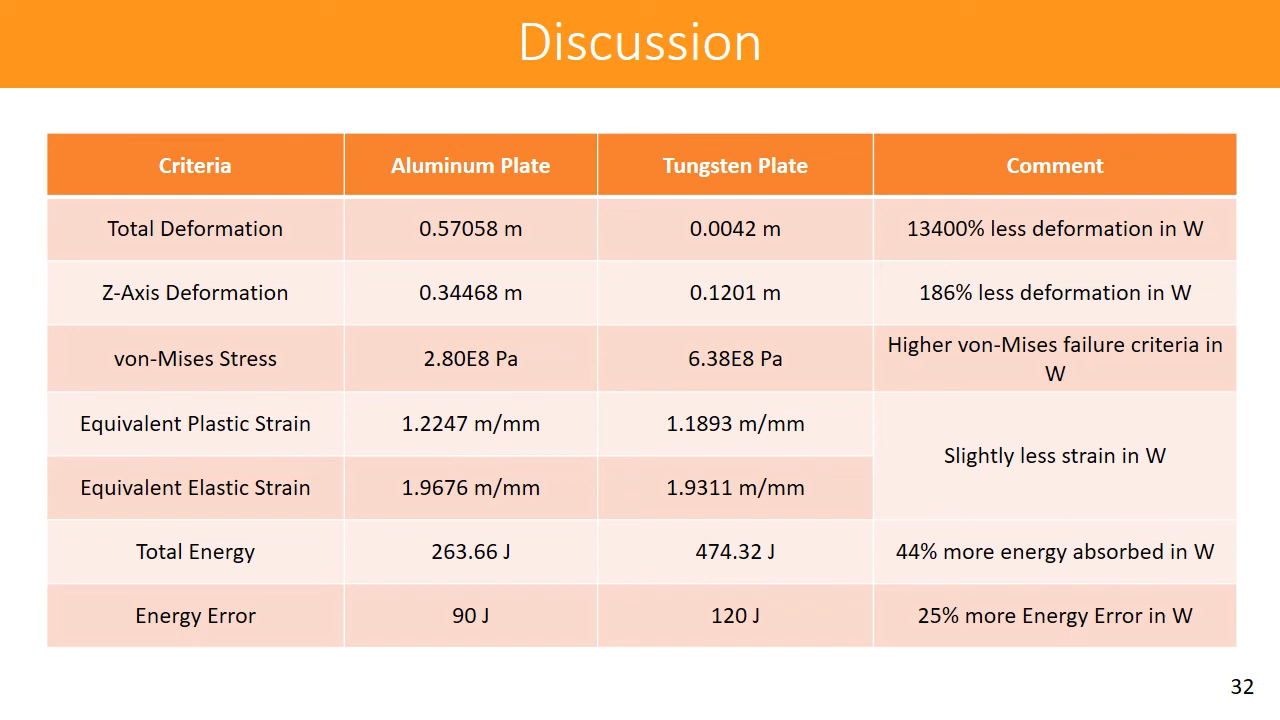 Discussion
Criteria
Aluminum Plate
Tungsten Plate
Comment
Total Deformation
0.57058 m
0.0042 m
13400% less deformation in W
Z-Axis Deformation
0.34468 m
0.1201 m
186% less deformation in W
von-Mises Stress
2.80E8 Pa
6.38E8 Pa
Higher von-Mises failure criteria in
W
Equivalent Plastic Strain
1.2247 m/mm
1.1893 m/mm
Slightly less strain in W
Equivalent Elastic Strain
1.9676 m/mm
1.9311 m/mm
Total Energy
263.66 J
474.32 J
44% more energy absorbed in W
Energy Error
90 J
120 J
25% more Energy Error in W
32